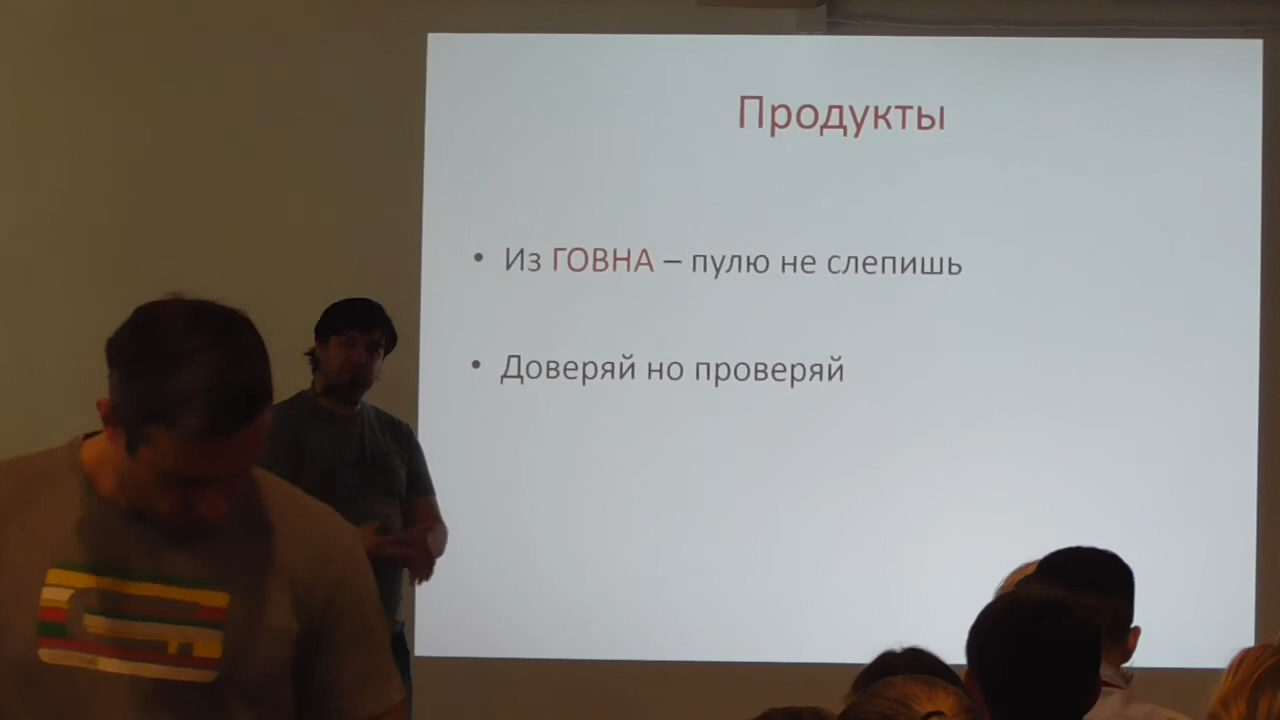 Продукты
• Из ГОВНА – пулю не слепишь
• Доверяй но проверяй